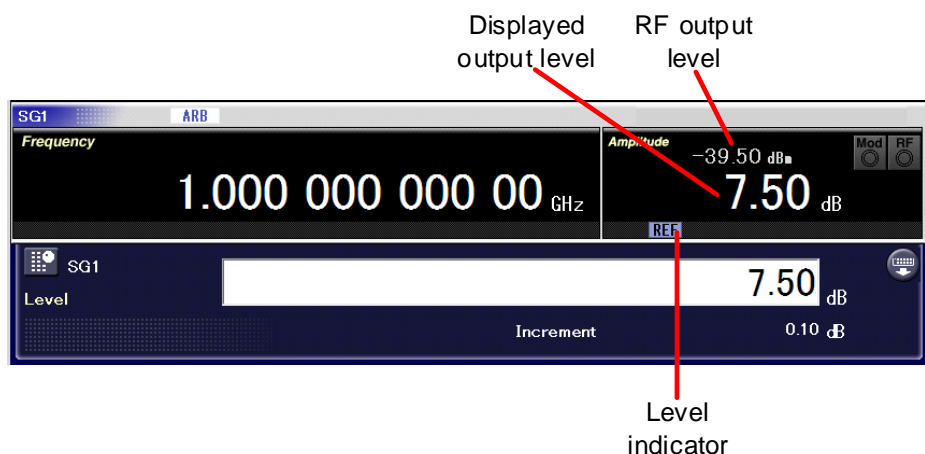 Displayed output level
RF output level
SG1 ARB
Frequency
1.000 000 000 00 GHz
Amplitude
-39.50 dBm
7.50 dB
REF
Mod
RF
SG1
Level
7.50 dB
Increment 0.10 dB
Level indicator